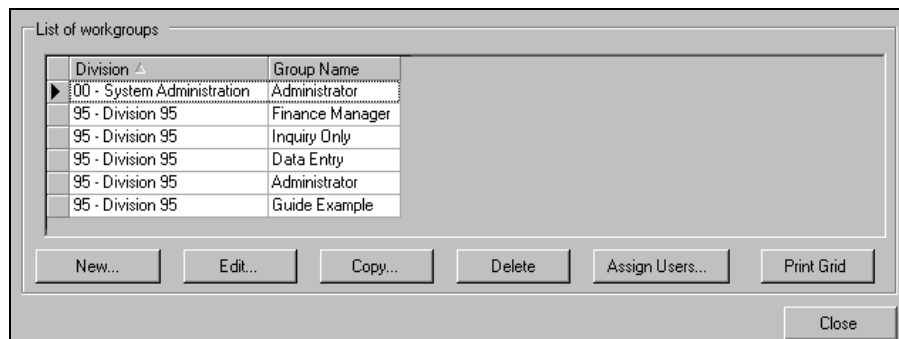 List of workgroups
Division Group Name
00 - System Administration Administrator
95 - Division 95 Finance Manager
95 - Division 95 Inquiry Only
95 - Division 95 Data Entry
95 - Division 95 Administrator
95 - Division 95 Guide Example
New... Edit... Copy... Delete Assign Users... Print Grid
Close